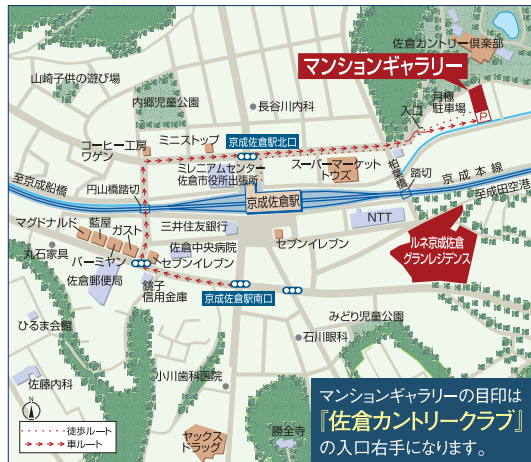 佐倉カントリー倶楽部
マンションギャラリー
山崎子供の遊び場
月極
駐車場
内郷児童公園
長谷川内科
入口
P
コーヒー工房
ワゲン
ミニストップ
京成佐倉駅北口
ミレニアムセンター
佐倉市役所出張所
スーパーマーケット
トウズ
柏葉橋
踏切
京成本線
至京成船橋
円山橋踏切
京成佐倉駅
至成田空港
マグドナルド
藍屋
ガスト
三井住友銀行
NTT
丸石家具
佐倉中央病院
セブンイレブン
ルネ京成佐倉
グランレジデンス
バーミヤン
セブンイレブン
佐倉郵便局
銚子
信用金庫
京成佐倉駅南口
ひるま会館
みどり児童公園
石川眼科
佐藤内科
小川歯科医院
N
徒歩ルート
車ルート
ヤックス
ドラッグ
勝全寺
マンションギャラリーの目印は
『佐倉カントリークラブ』
の入口右手になります。